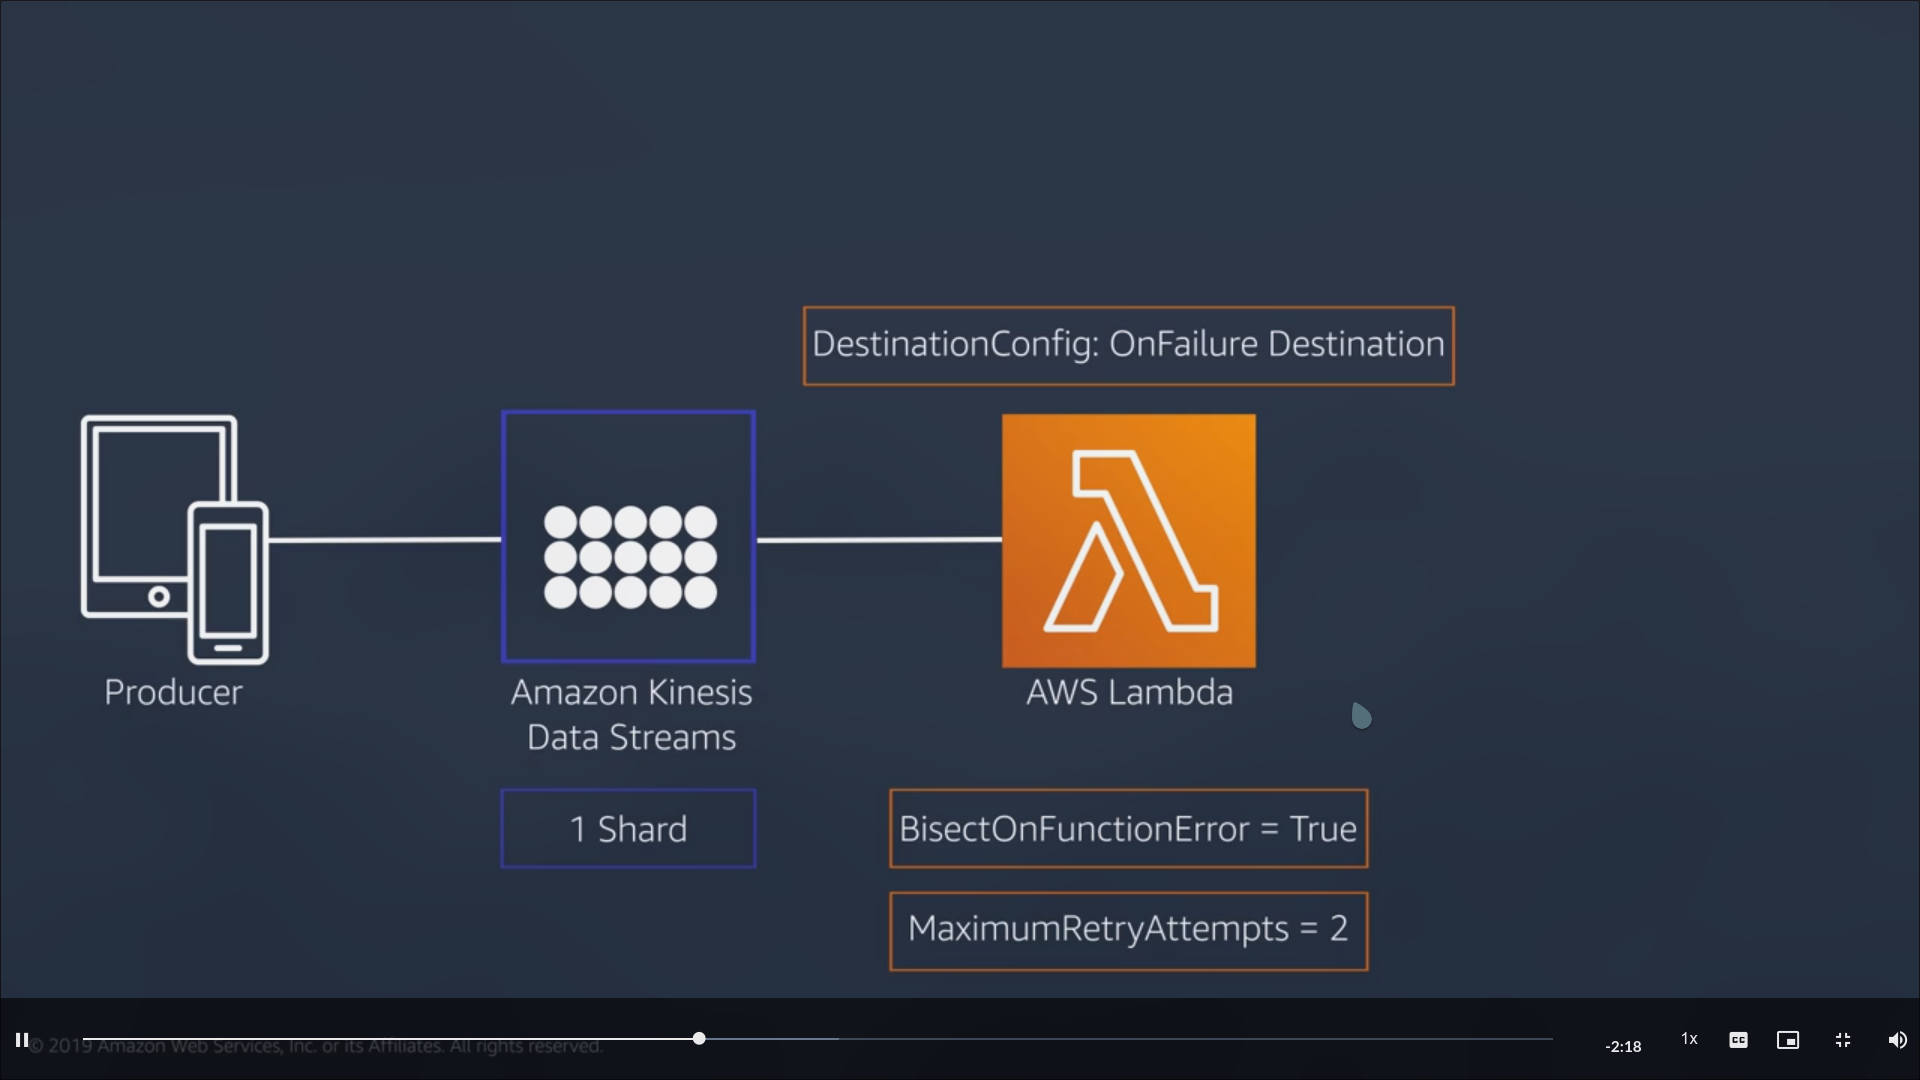 DestinationConfig: OnFailure Destination
Producer
Amazon Kinesis
Data Streams
AWS Lambda
1 Shard
BisectOnFunctionError = True
MaximumRetryAttempts = 2
© 2019 Amazon Web Services, Inc. or its Affiliates. All rights reserved.
-2:18
1x
CC